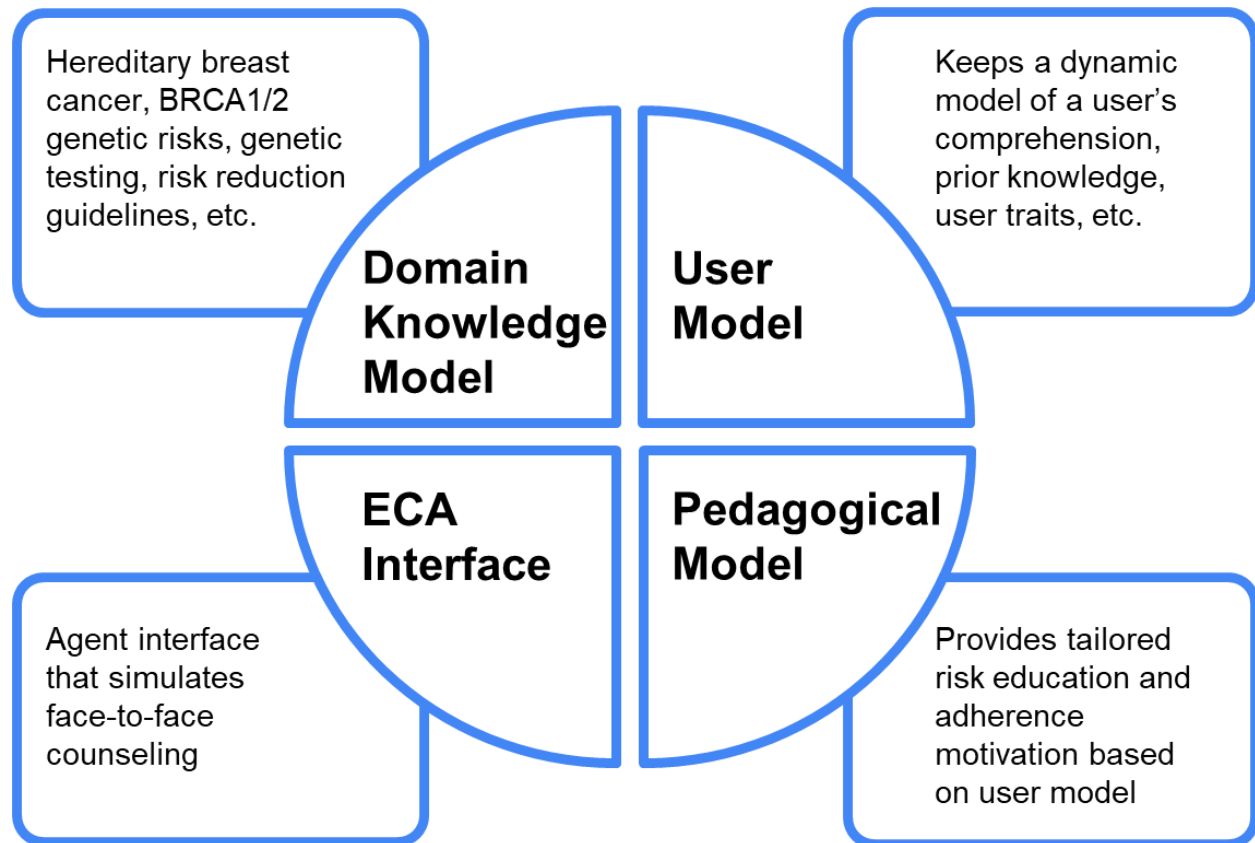 Hereditary breast
cancer, BRCA1/2
genetic risks, genetic
testing, risk reduction
guidelines, etc.
Keeps a dynamic
model of a user’s
comprehension,
prior knowledge,
user traits, etc.
Domain
Knowledge
Model
User
Model
ECA
Interface
Pedagogical
Model
Agent interface
that simulates
face-to-face
counseling
Provides tailored
risk education and
adherence
motivation based
on user model